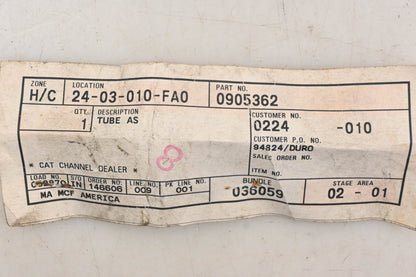 ZONE LOCATION PART NO.
H/C 24-03-010-FA0 0905362
QTY. DESCRIPTION CUSTOMER NO.
1 TUBE AS 0224 -010
CUSTOMER P.O. NO.
94824/DURO
SALES ORDER NO.
* CAT CHANNEL DEALER * ITEM NO.
LOAD NO. S/O ORDER NO. LINE NO. PK LINE NO. BUNDLE STAGE AREA
148606 009 001 036059 02 - 01
MA MCF AMERICA